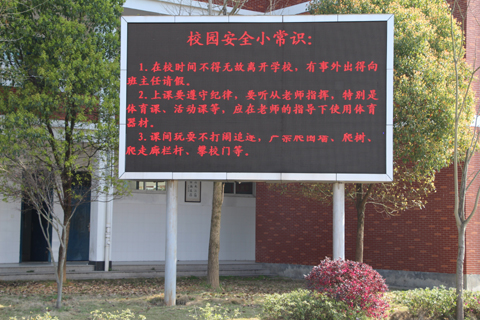 校园安全小常识：
1.在校时间不得无故离开学校，有事外出得向
班主任请假。
2.上课要遵守纪律，要听从老师指挥，特别是
体育课、活动课等，应在老师的指导下使用体育
器材。
3.课间玩耍不打闹追逐，严禁爬围墙、爬树、
爬走廊栏杆、攀校门等。